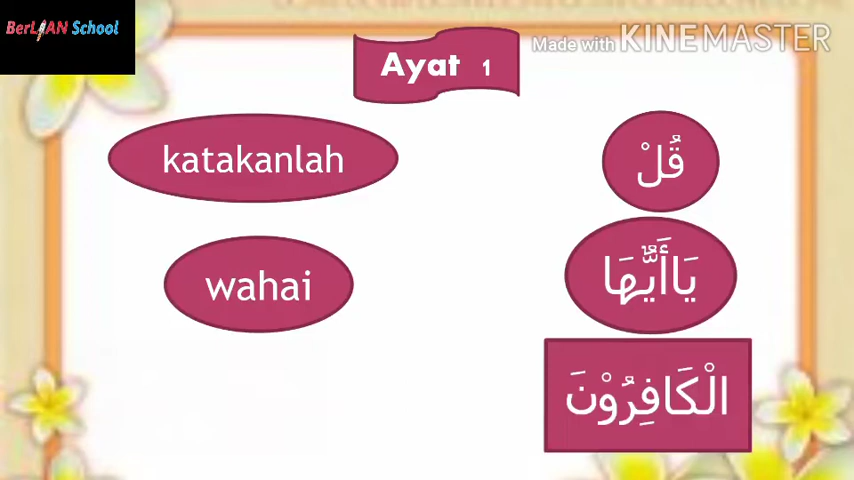 BerLIAN School
Made with KINEMASTER
Ayat 1
katakanlah
قُلْ
wahai
يَاأَيُّهَا
الْكَافِرُوْنَ